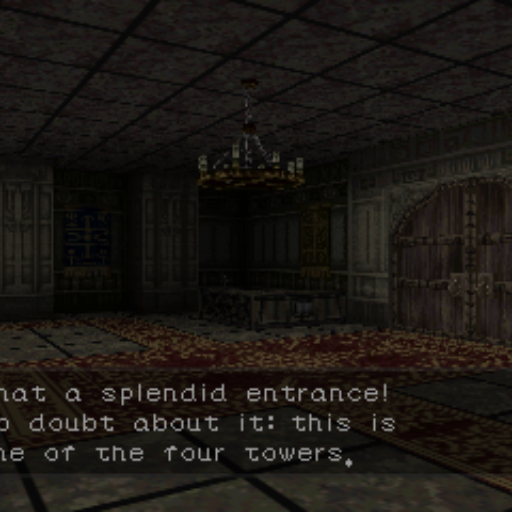 hat a splendid entrance!
o doubt about it: this is
ne of the four towers.